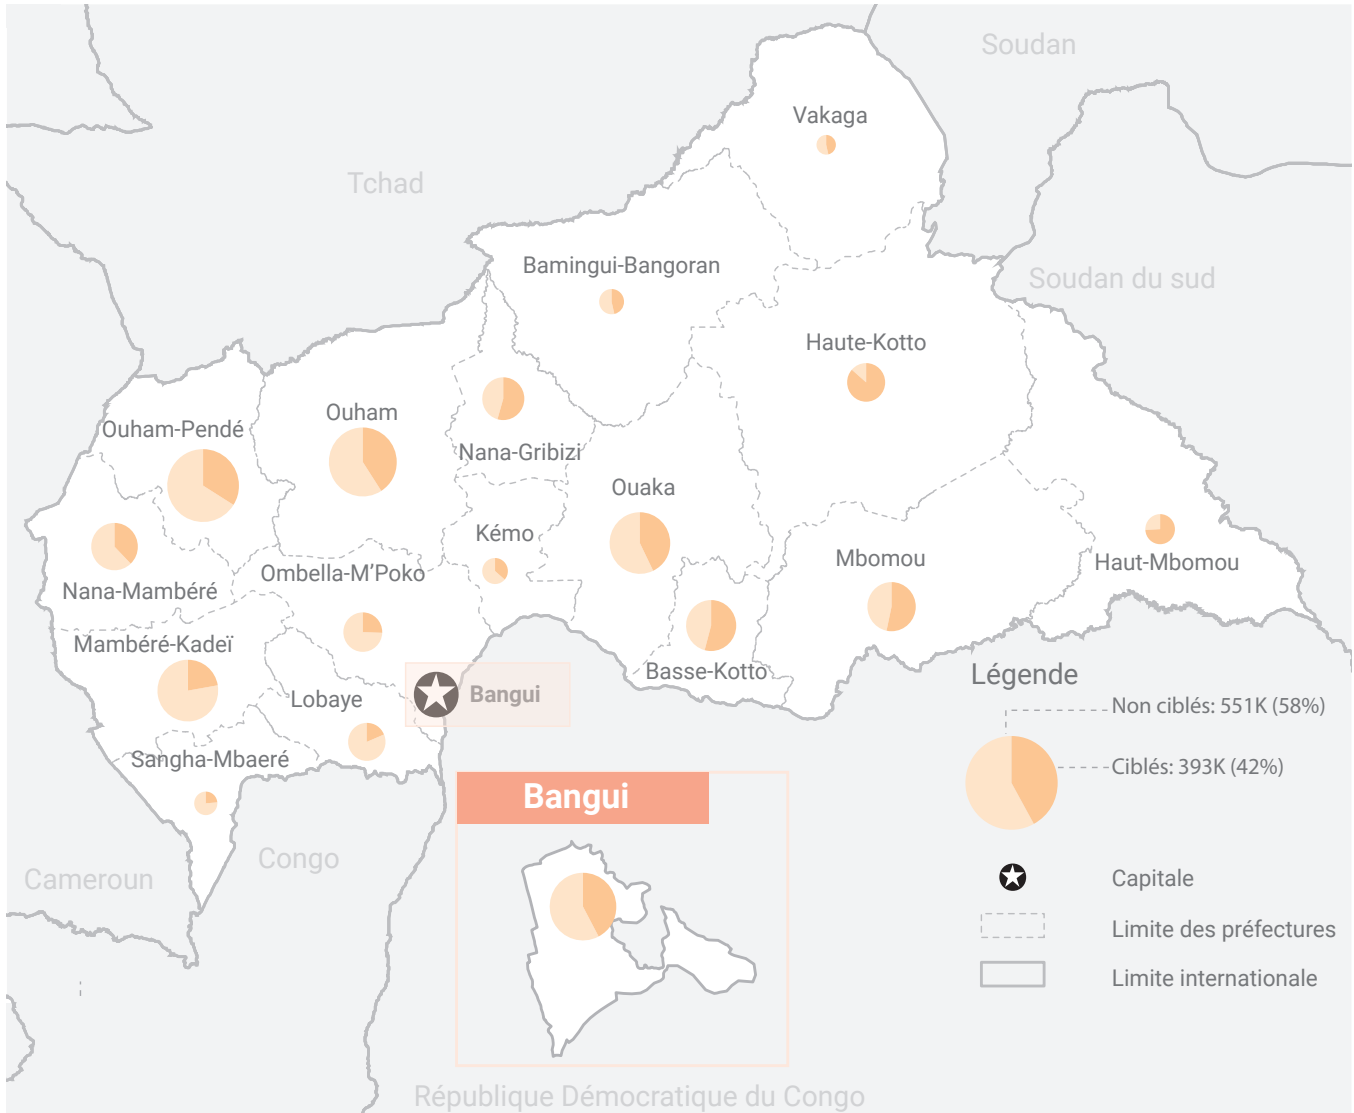 Soudan
Vakaga
Tchad
Bamingui-Bangoran
Soudan du sud
Haute-Kotto
Ouham
Ouham-Pendé
Nana-Gribizi
Ouaka
Kémo
Mbomou
Haut-Mbomou
Ombella-M'Poko
Nana-Mambéré
Mambéré-Kadeï
Basse-Kotto
Lobaye
Bangui
Sangha-Mbaeré
Légende
Non ciblés: 551K (58%)
Ciblés: 393K (42%)
Bangui
Congo
Cameroun
Capitale
Limite des préfectures
Limite internationale
République Démocratique du Congo